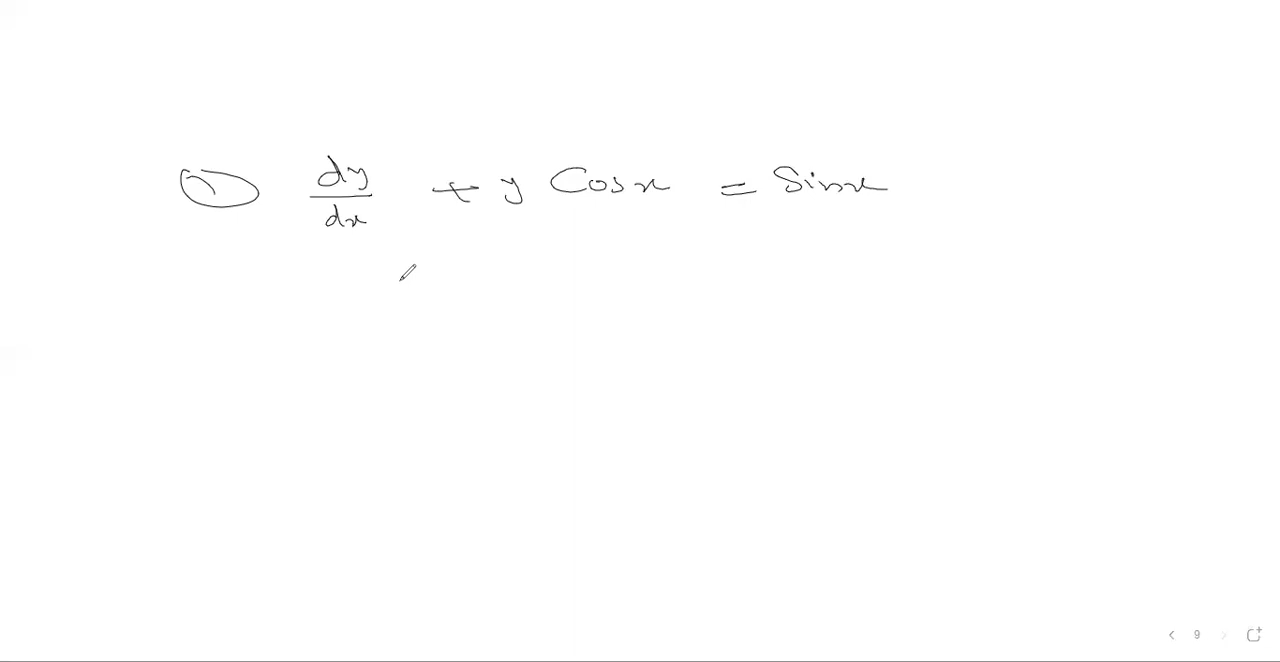 ① dy/dx + y Cosx = Sinx
9